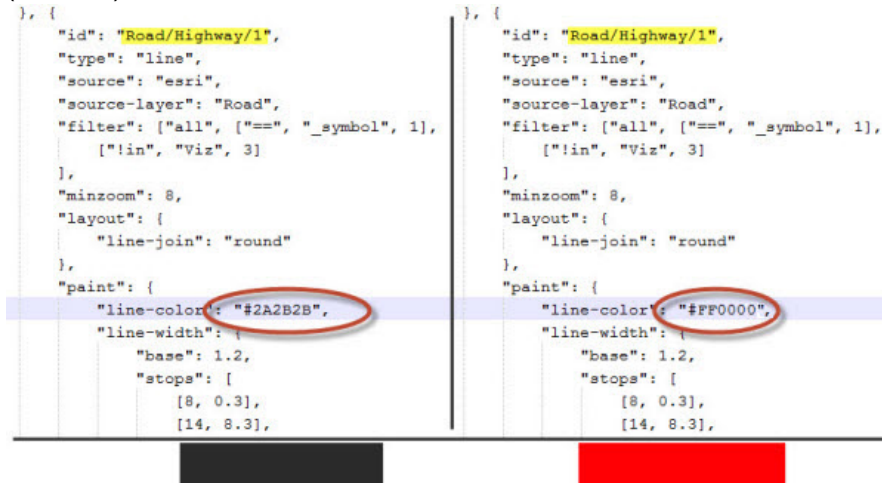 }, {
"id": "Road/Highway/1",
"type": "line",
"source": "esri",
"source-layer": "Road",
"filter": ["all", ["==", "_symbol", 1],
["!in", "Viz", 3]
],
"minzoom": 8,
"layout": {
"line-join": "round"
},
"paint": {
"line-color": "#2A2B2B",
"line-width": {
"base": 1.2,
"stops": [
[8, 0.3],
[14, 8.3],
}, {
"id": "Road/Highway/1",
"type": "line",
"source": "esri",
"source-layer": "Road",
"filter": ["all", ["==", "_symbol", 1],
["!in", "Viz", 3]
],
"minzoom": 8,
"layout": {
"line-join": "round"
},
"paint": {
"line-color": "#FF0000",
"line-width": {
"base": 1.2,
"stops": [
[8, 0.3],
[14, 8.3],